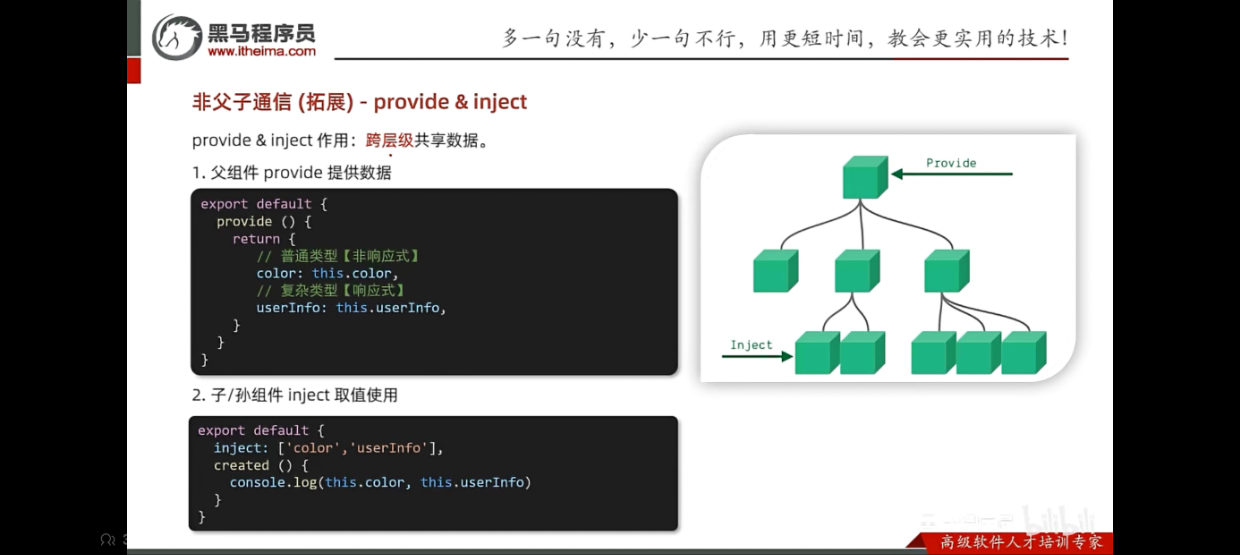 黑马程序员
www.itheima.com
多一句没有，少一句不行，用更短时间，教会更实用的技术！
非父子通信 (拓展) - provide & inject
provide & inject 作用：跨层级共享数据。
1. 父组件 provide 提供数据
export default {
  provide () {
    return {
       // 普通类型【非响应式】
       color: this.color,
       // 复杂类型【响应式】
       userInfo: this.userInfo,
    }
  }
}
Provide
Inject
2. 子/孙组件 inject 取值使用
export default {
  inject: ['color','userInfo'],
  created () {
    console.log(this.color, this.userInfo)
  }
}
bilibili
高级软件人才培训专家